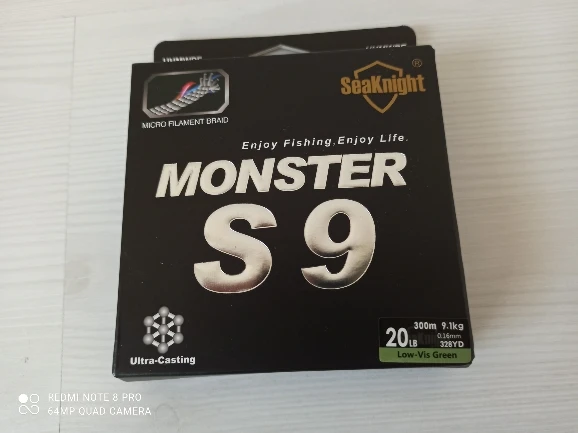 SeaKnight®
MICRO FILAMENT BRAID
Enjoy Fishing,Enjoy Life.
MONSTER
S 9
Ultra-Casting
300m 9.1kg
20LB 0.16mm
328YD
Low-Vis Green
REDMI NOTE 8 PRO
64MP QUAD CAMERA